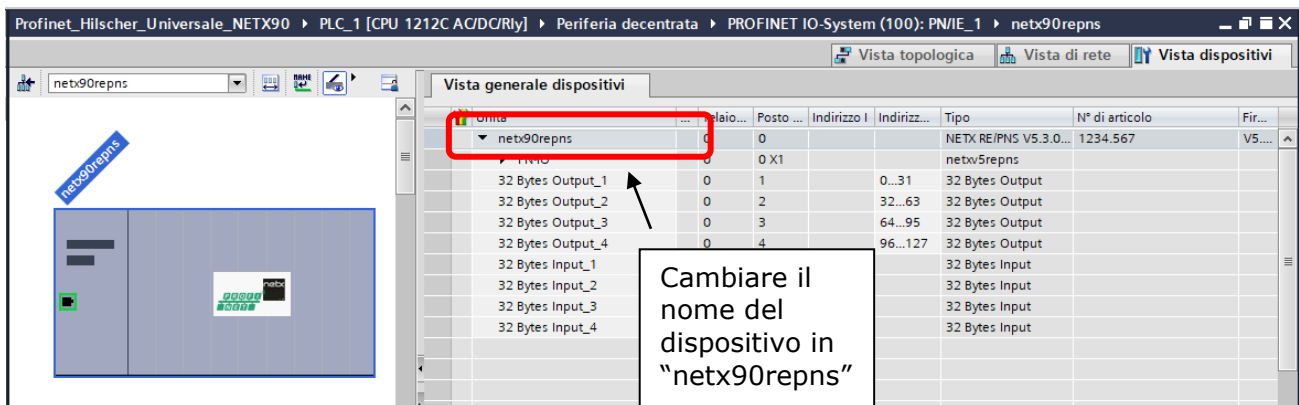 Profinet_Hilscher_Universale_NETX90 ▸ PLC_1 [CPU 1212C AC/DC/Rly] ▸ Periferia decentrata ▸ PROFINET IO-System (100): PN/IE_1 ▸ netx90repns
Vista topologica Vista di rete Vista dispositivi
netx90repns
Vista generale dispositivi
... Posto ... Indirizzo I Indirizz... Tipo N° di articolo Fir...
netx90repns 0 0 NETX RE/PNS V5.3.0... 1234.567 V5....
0 0 X1 netxv5repns
32 Bytes Output_1 0 1 0...31 32 Bytes Output
32 Bytes Output_2 0 2 32...63 32 Bytes Output
32 Bytes Output_3 0 3 64...95 32 Bytes Output
32 Bytes Output_4 0 4 96...127 32 Bytes Output
32 Bytes Input_1 32 Bytes Input
32 Bytes Input_2 32 Bytes Input
32 Bytes Input_3 32 Bytes Input
32 Bytes Input_4 32 Bytes Input
netx90repns
netx
PROFI
NET
Cambiare il
nome del
dispositivo in
“netx90repns”